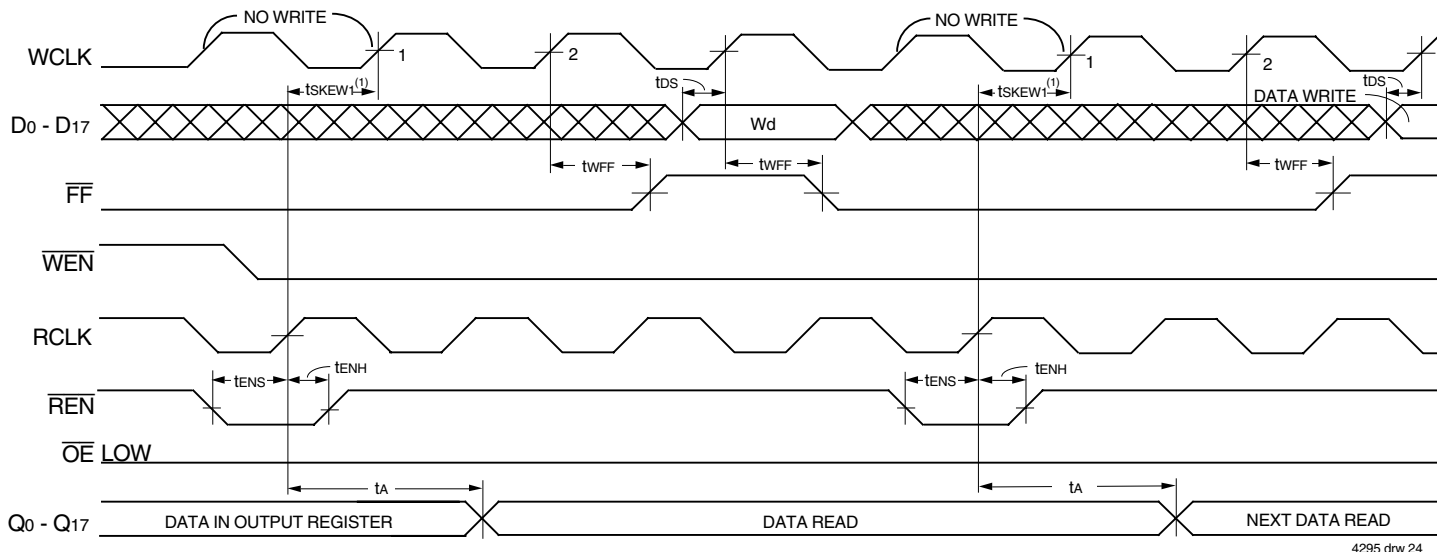 NO WRITE
NO WRITE
WCLK
1
2
1
2
tSKEW1(1)
tDS
tSKEW1(1)
tDS
DATA WRITE
D0 - D17
Wd
tWFF
tWFF
tWFF
FF
WEN
RCLK
tENS
tENH
tENS
tENH
REN
OE LOW
tA
tA
Q0 - Q17
DATA IN OUTPUT REGISTER
DATA READ
NEXT DATA READ
4295 drw 24